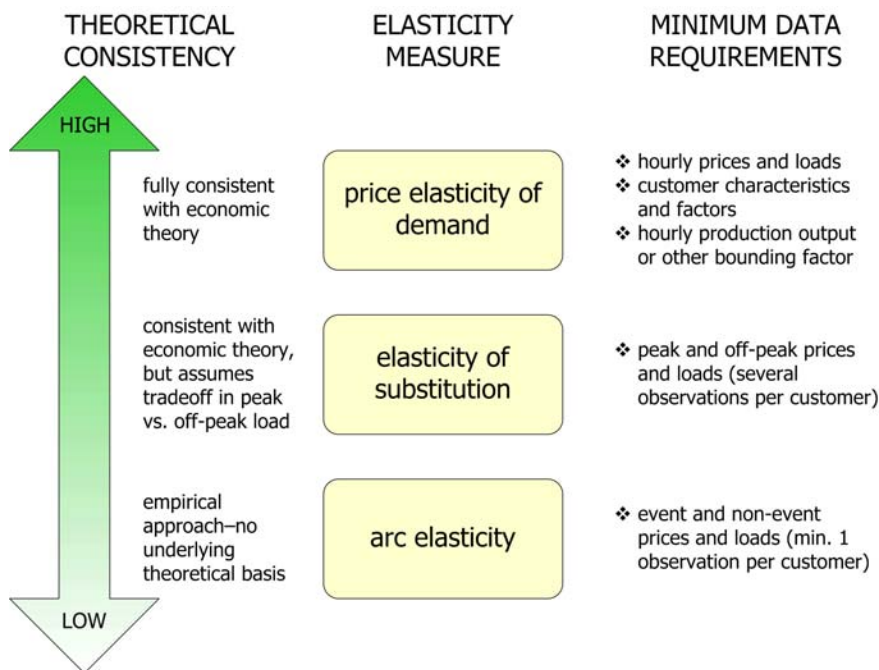 THEORETICAL
CONSISTENCY
ELASTICITY
MEASURE
MINIMUM DATA
REQUIREMENTS
HIGH
fully consistent
with economic
theory
price elasticity of
demand
❖ hourly prices and loads
❖ customer characteristics
and factors
❖ hourly production output
or other bounding factor
consistent with
economic theory,
but assumes
tradeoff in peak
vs. off-peak load
elasticity of
substitution
❖ peak and off-peak prices
and loads (several
observations per customer)
empirical
approach–no
underlying
theoretical basis
arc elasticity
❖ event and non-event
prices and loads (min. 1
observation per customer)
LOW